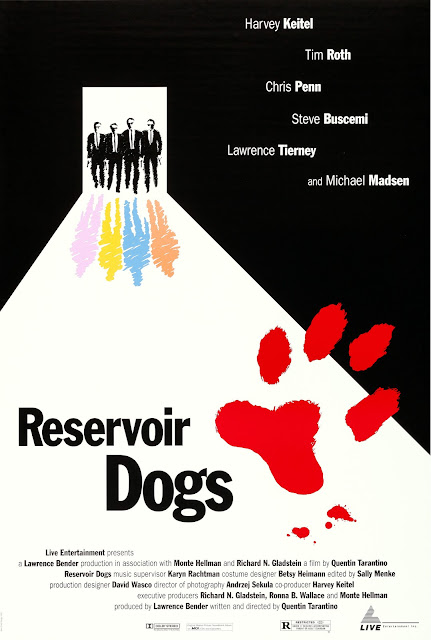 Harvey Keitel
Tim Roth
Chris Penn
Steve Buscemi
Lawrence Tierney
and Michael Madsen
Reservoir
Dogs
Live Entertainment presents
a Lawrence Bender production in association with Monte Hellman and Richard N. Gladstein a film by Quentin Tarantino
Reservoir Dogs music supervisor Karyn Rachtman costume designer Betsy Heimann edited by Sally Menke
production designer David Wasco director of photography Andrzej Sekula co-producer Harvey Keitel
executive producers Richard N. Gladstein, Ronna B. Wallace and Monte Hellman
produced by Lawrence Bender written and directed by Quentin Tarantino
R
RESTRICTED
LIVE Entertainment Inc.